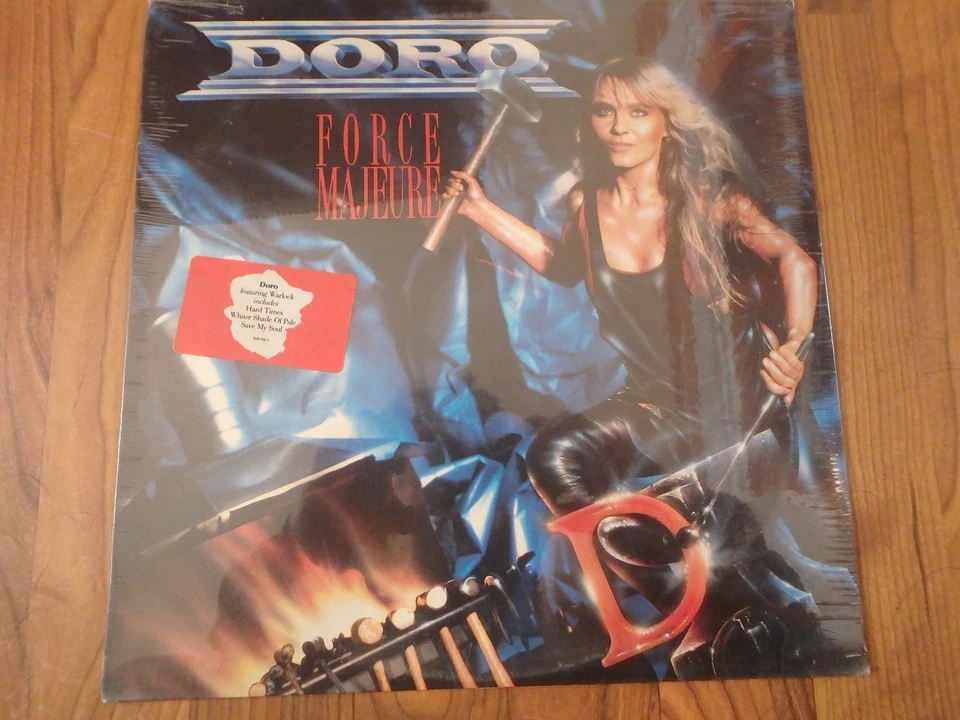 DORO
FORCE
MAJEURE
Doro
featuring Warlock
includes
Hard Times
Whiter Shade Of Pale
Save My Soul
D